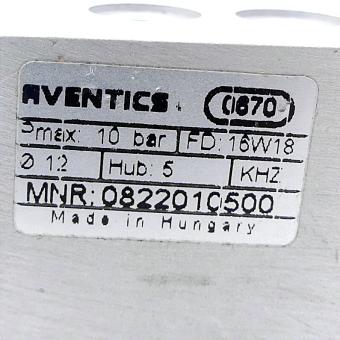 AVENTICS 0670
Pmax: 10 bar FD: 16W18
Ø 12 Hub: 5 KHZ
MNR: 0822010500
Made in Hungary